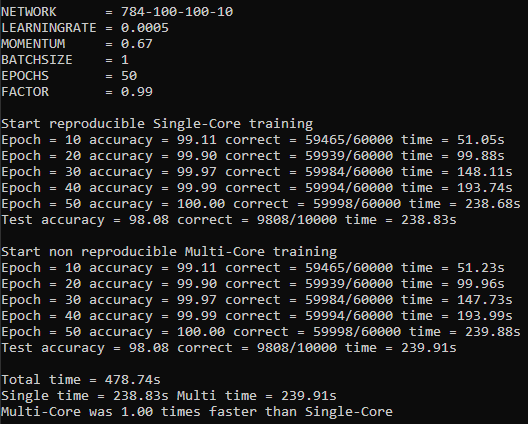 NETWORK = 784-100-100-10
LEARNINGRATE = 0.0005
MOMENTUM = 0.67
BATCHSIZE = 1
EPOCHS = 50
FACTOR = 0.99
Start reproducible Single-Core training
Epoch = 10 accuracy = 99.11 correct = 59465/60000 time = 51.05s
Epoch = 20 accuracy = 99.90 correct = 59939/60000 time = 99.88s
Epoch = 30 accuracy = 99.97 correct = 59984/60000 time = 148.11s
Epoch = 40 accuracy = 99.99 correct = 59994/60000 time = 193.74s
Epoch = 50 accuracy = 100.00 correct = 59998/60000 time = 238.68s
Test accuracy = 98.08 correct = 9808/10000 time = 238.83s
Start non reproducible Multi-Core training
Epoch = 10 accuracy = 99.11 correct = 59465/60000 time = 51.23s
Epoch = 20 accuracy = 99.90 correct = 59939/60000 time = 99.96s
Epoch = 30 accuracy = 99.97 correct = 59984/60000 time = 147.73s
Epoch = 40 accuracy = 99.99 correct = 59994/60000 time = 193.99s
Epoch = 50 accuracy = 100.00 correct = 59998/60000 time = 239.88s
Test accuracy = 98.08 correct = 9808/10000 time = 239.91s
Total time = 478.74s
Single time = 238.83s Multi time = 239.91s
Multi-Core was 1.00 times faster than Single-Core